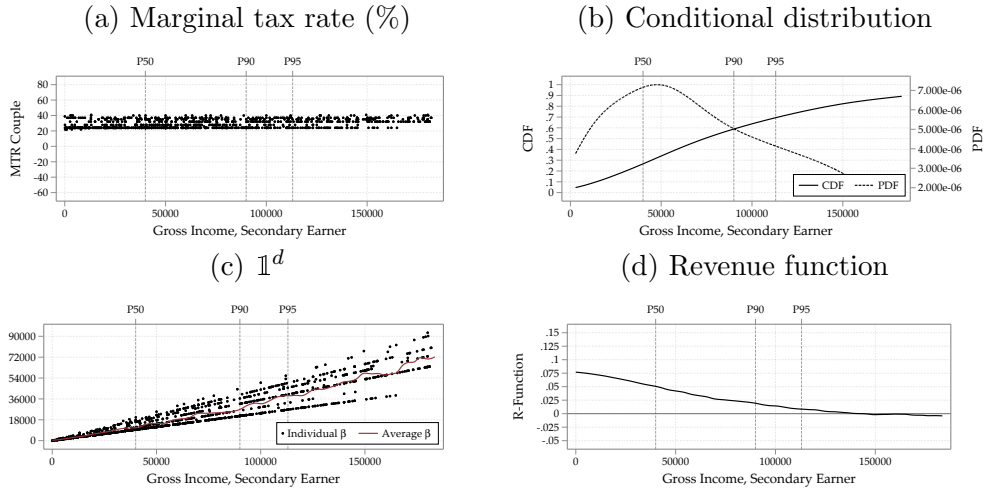 (a) Marginal tax rate (%)
P50 P90 P95
80
60
40
20
0
-20
-40
-60
MTR Couple
0 50000 100000 150000
Gross Income, Secondary Earner
(b) Conditional distribution
P50 P90 P95
1
.9
.8
.7
.6
.5
.4
.3
.2
.1
0
CDF
7.000e-06
6.000e-06
5.000e-06
4.000e-06
3.000e-06
2.000e-06
PDF
CDF PDF
0 50000 100000 150000
Gross Income, Secondary Earner
(c) 𝟙ᵈ
P50 P90 P95
90000
72000
54000
36000
18000
0
Individual β Average β
0 50000 100000 150000
Gross Income, Secondary Earner
(d) Revenue function
P50 P90 P95
.15
.125
.1
.075
.05
.025
0
-.025
-.05
R-Function
0 50000 100000 150000
Gross Income, Secondary Earner